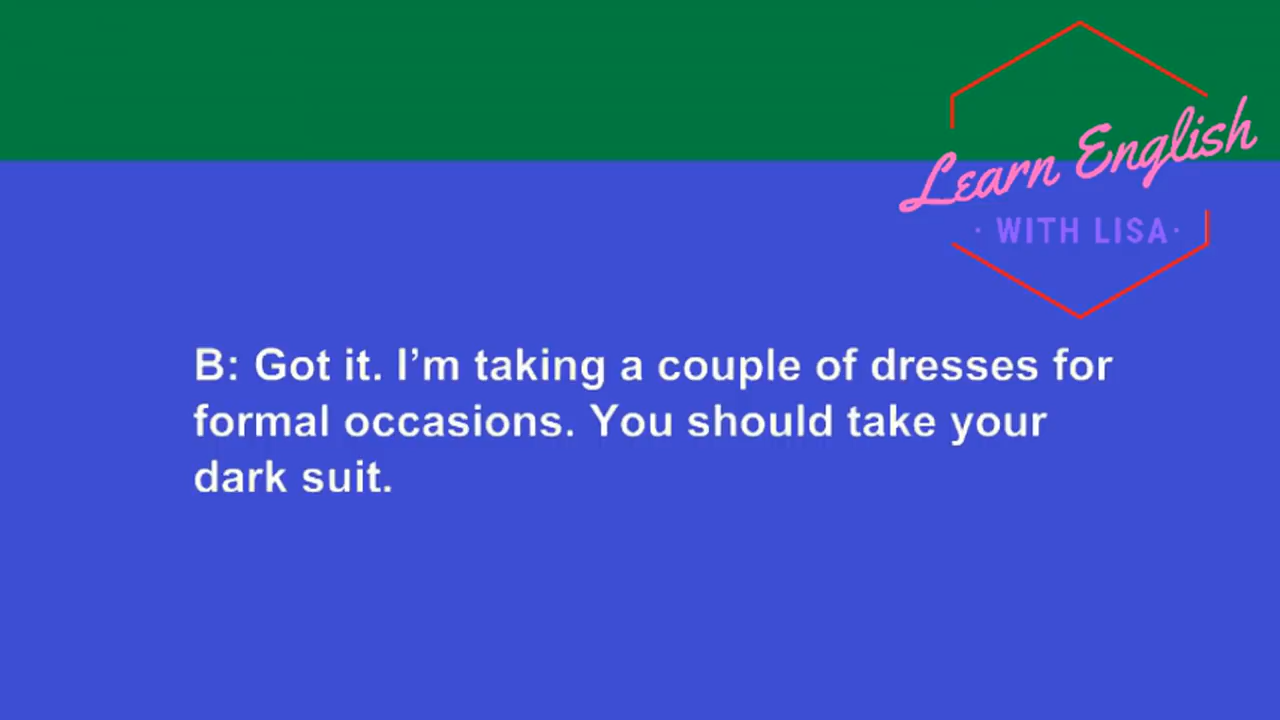 Learn English
· WITH LISA·
B: Got it. I’m taking a couple of dresses for
formal occasions. You should take your
dark suit.